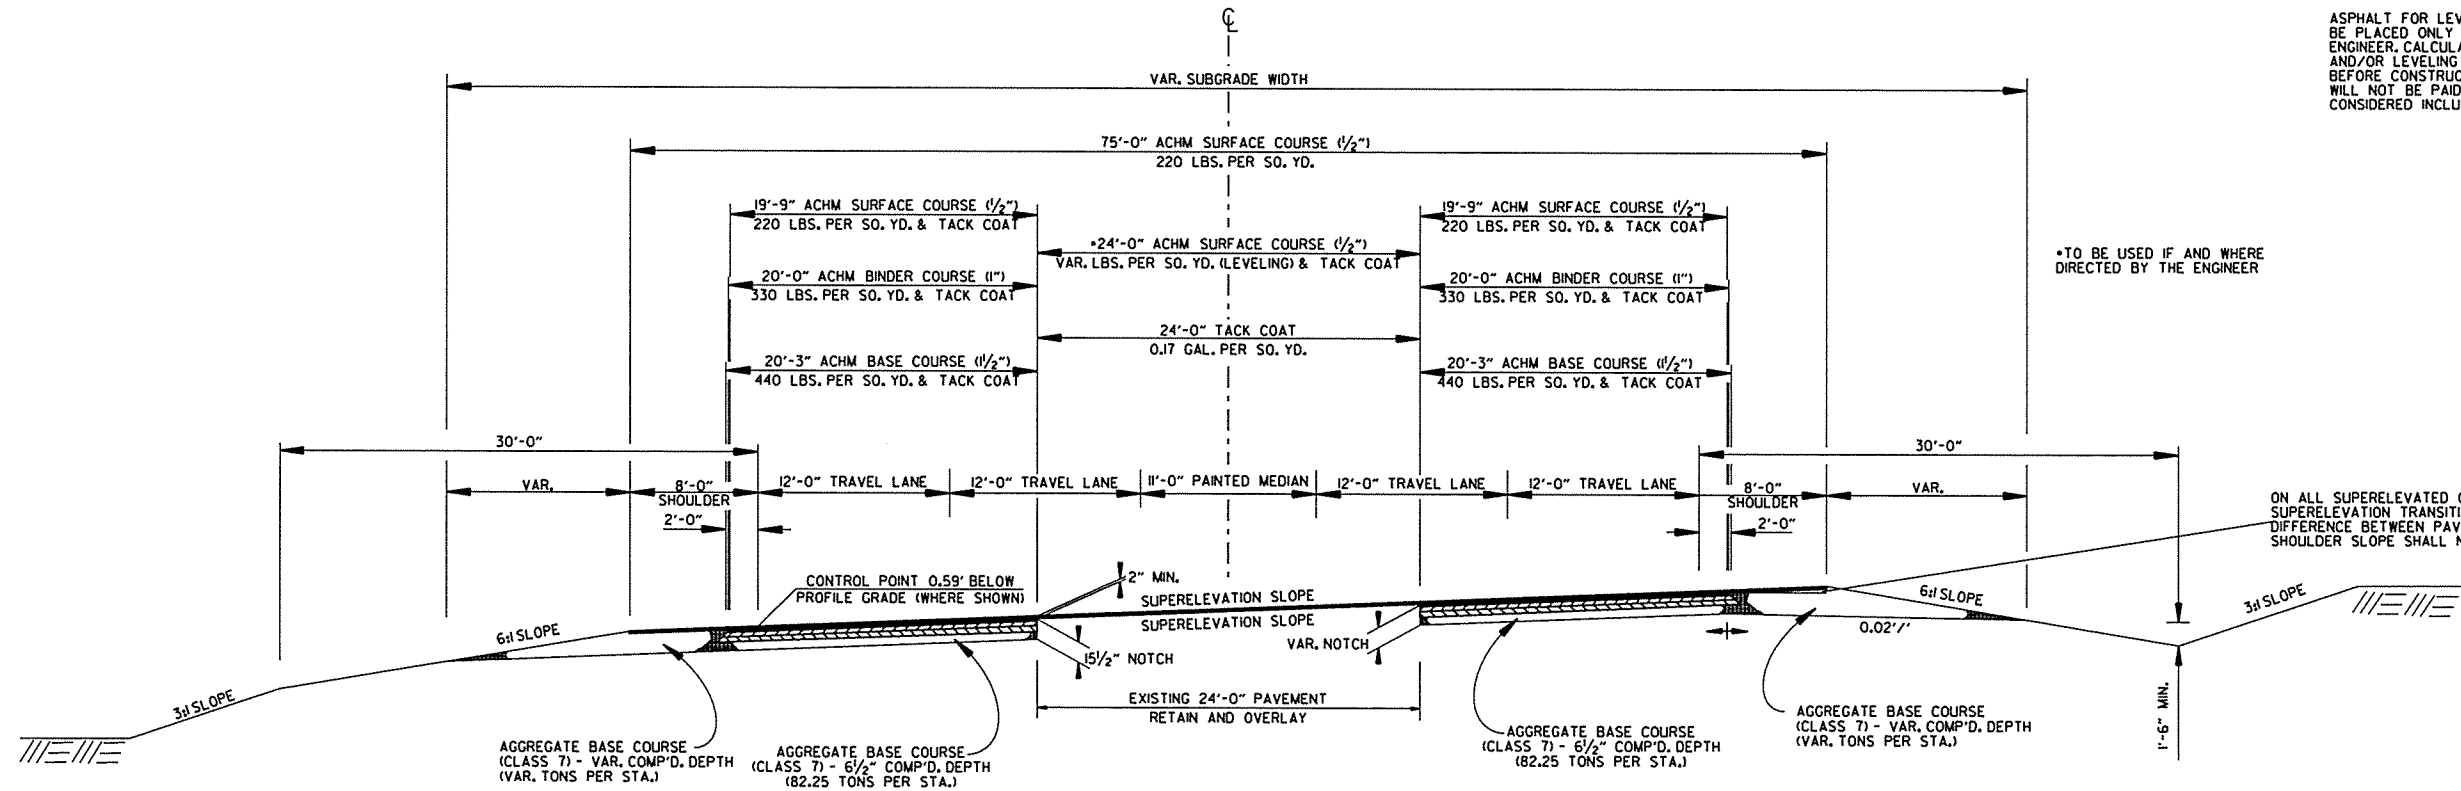 ℄
ASPHALT FOR LEV
BE PLACED ONLY
ENGINEER. CALCULA
AND/OR LEVELING
BEFORE CONSTRUC
WILL NOT BE PAID
CONSIDERED INCLU
VAR. SUBGRADE WIDTH
75'-0" ACHM SURFACE COURSE (1/2")
220 LBS. PER SQ. YD.
19'-9" ACHM SURFACE COURSE (1/2")
220 LBS. PER SQ. YD. & TACK COAT
19'-9" ACHM SURFACE COURSE (1/2")
220 LBS. PER SQ. YD. & TACK COAT
*24'-0" ACHM SURFACE COURSE (1/2")
VAR. LBS. PER SQ. YD. (LEVELING) & TACK COAT
*TO BE USED IF AND WHERE
DIRECTED BY THE ENGINEER
20'-0" ACHM BINDER COURSE (1")
330 LBS. PER SQ. YD. & TACK COAT
20'-0" ACHM BINDER COURSE (1")
330 LBS. PER SQ. YD. & TACK COAT
24'-0" TACK COAT
0.17 GAL. PER SQ. YD.
20'-3" ACHM BASE COURSE (1 1/2")
440 LBS. PER SQ. YD. & TACK COAT
20'-3" ACHM BASE COURSE (1 1/2")
440 LBS. PER SQ. YD. & TACK COAT
30'-0"
30'-0"
VAR.
8'-0"
SHOULDER
12'-0" TRAVEL LANE
12'-0" TRAVEL LANE
11'-0" PAINTED MEDIAN
12'-0" TRAVEL LANE
12'-0" TRAVEL LANE
8'-0"
SHOULDER
VAR.
2'-0"
2'-0"
ON ALL SUPERELEVATED C
SUPERELEVATION TRANSITI
DIFFERENCE BETWEEN PAV
SHOULDER SLOPE SHALL N
CONTROL POINT 0.59' BELOW
PROFILE GRADE (WHERE SHOWN)
2" MIN.
SUPERELEVATION SLOPE
SUPERELEVATION SLOPE
6:1 SLOPE
3:1 SLOPE
6:1 SLOPE
3:1 SLOPE
0.02'/'
15 1/2" NOTCH
VAR. NOTCH
EXISTING 24'-0" PAVEMENT
RETAIN AND OVERLAY
1'-6" MIN.
AGGREGATE BASE COURSE
(CLASS 7) - VAR. COMP'D. DEPTH
(VAR. TONS PER STA.)
AGGREGATE BASE COURSE
(CLASS 7) - 6 1/2" COMP'D. DEPTH
(82.25 TONS PER STA.)
AGGREGATE BASE COURSE
(CLASS 7) - 6 1/2" COMP'D. DEPTH
(82.25 TONS PER STA.)
AGGREGATE BASE COURSE
(CLASS 7) - VAR. COMP'D. DEPTH
(VAR. TONS PER STA.)